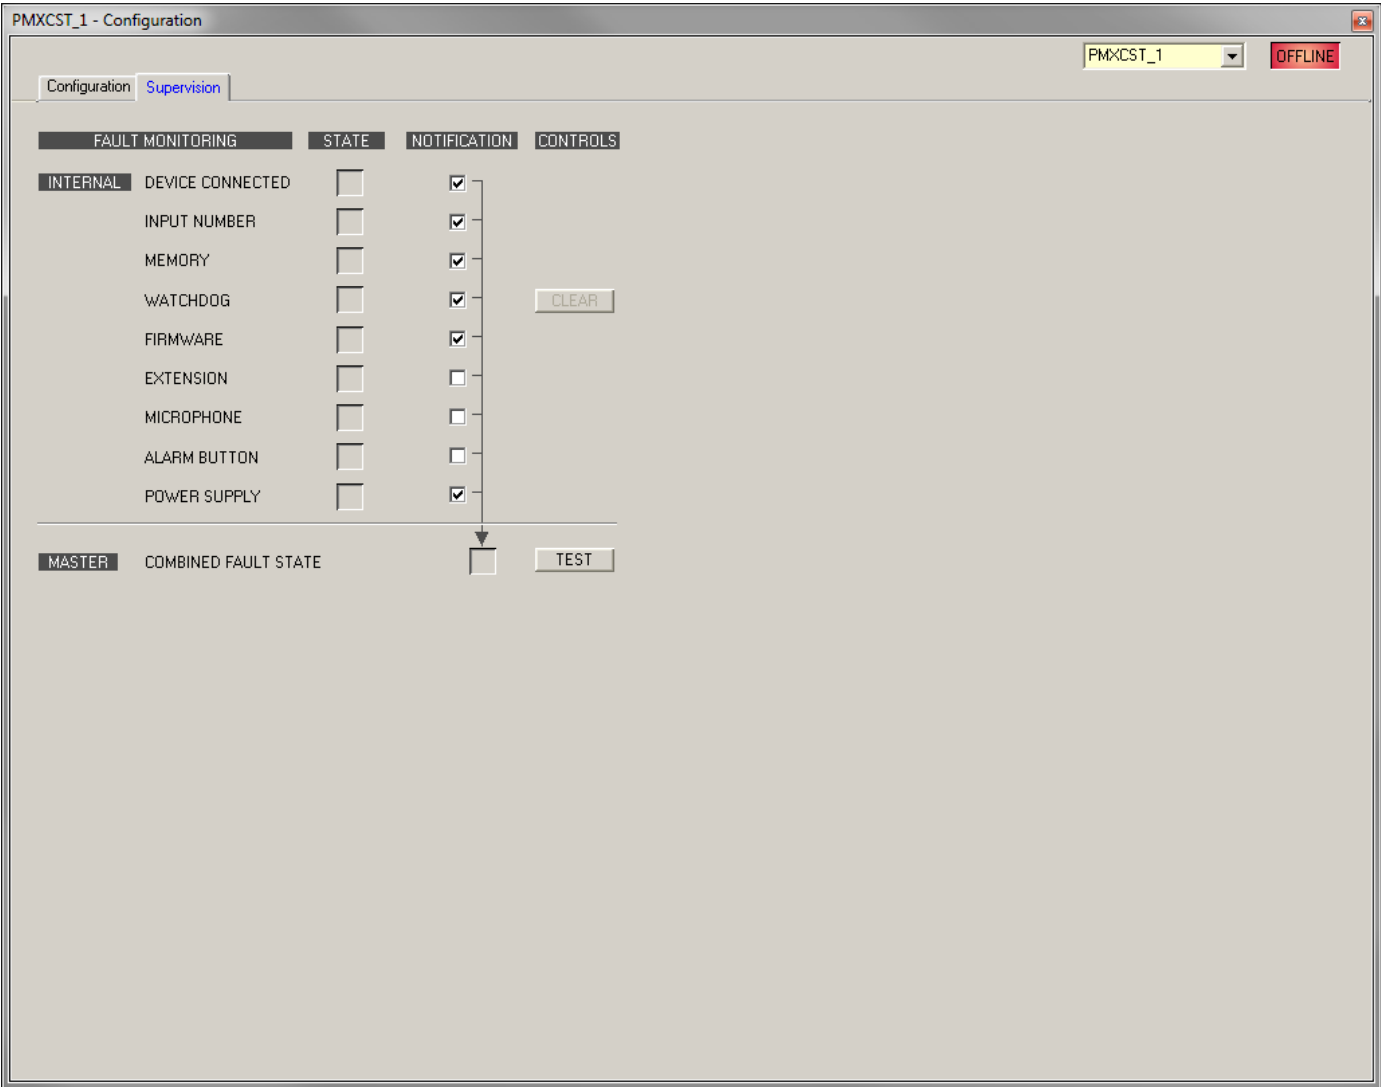 PMXCST_1 - Configuration
PMXCST_1 OFFLINE
Configuration Supervision
FAULT MONITORING STATE NOTIFICATION CONTROLS
INTERNAL DEVICE CONNECTED
INPUT NUMBER
MEMORY
WATCHDOG CLEAR
FIRMWARE
EXTENSION
MICROPHONE
ALARM BUTTON
POWER SUPPLY
MASTER COMBINED FAULT STATE TEST